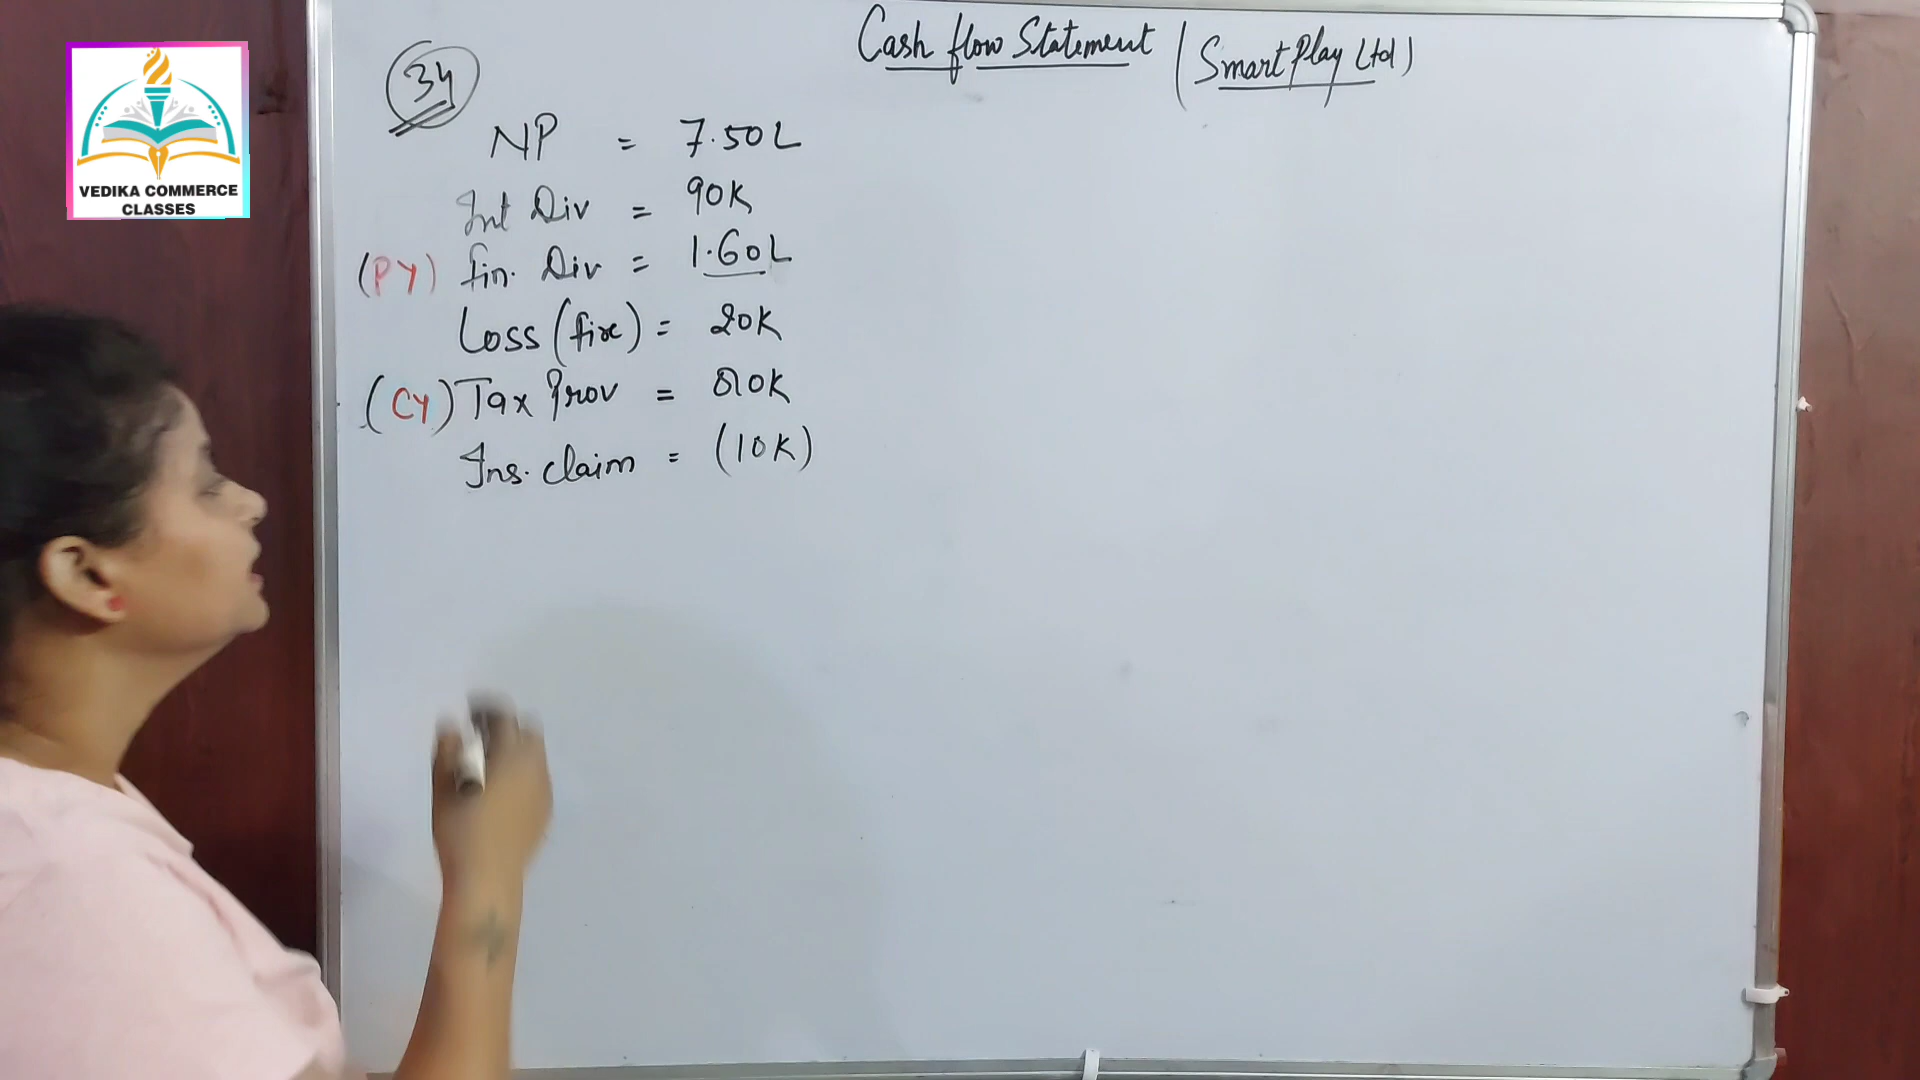 Cash flow Statement (Smart Play Ltd)
34
NP = 7.50L
Int Div = 90K
(PY) fin. Div = 1.60L
Loss (fire) = 20K
(CY) Tax Prov = 80K
Ins. claim = (10K)
VEDIKA COMMERCE
CLASSES